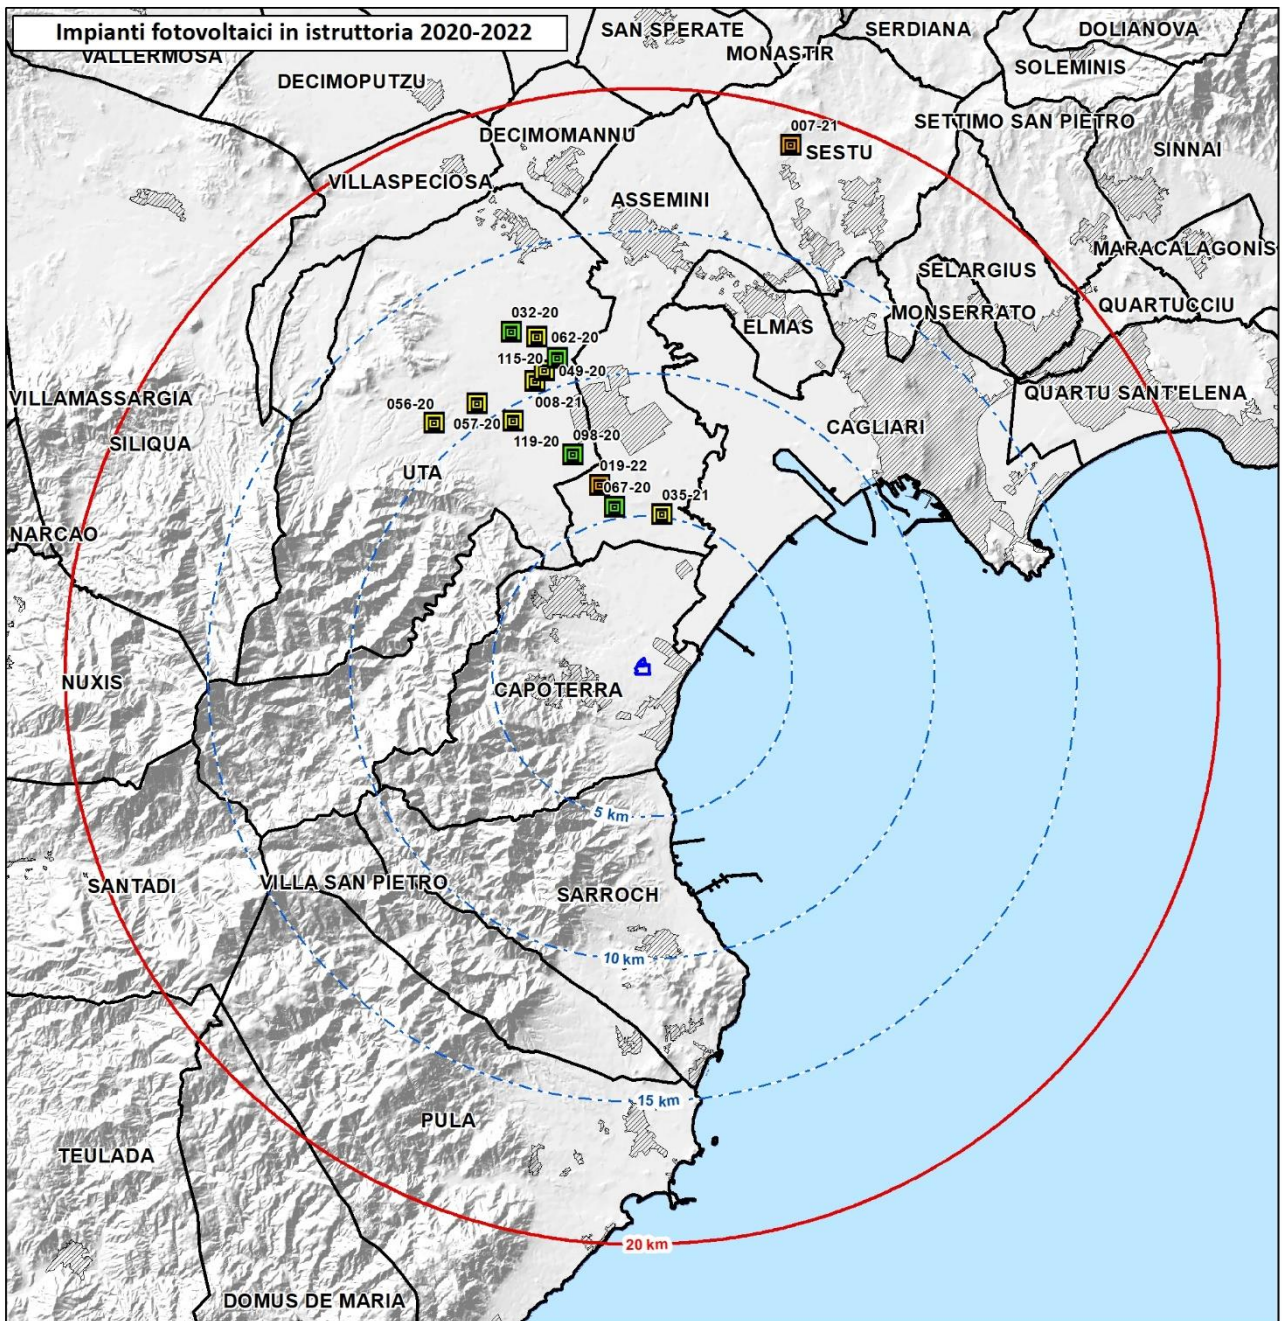 Impianti fotovoltaici in istruttoria 2020-2022
VALLERMOSA
SAN SPERATE
SERDIANA
DOLIANOVA
MONASTIR
SOLEMINIS
DECIMOPUTZU
007-21
SETTIMO SAN PIETRO
DECIMOMANNU
SESTU
SINNAI
VILLASPECIOSA
ASSEMINI
MARACALAGONIS
SELARGIUS
QUARTUCCIU
032-20
MONSERRATO
ELMAS
062-20
115-20
049-20
QUARTU SANT'ELENA
VILLAMASSARGIA
056-20
008-21
057-20
CAGLIARI
SILIQUA
119-20
098-20
UTA
019-22
067-20
035-21
NARCAO
NUXIS
CAPOTERRA
5 km
SANTADI
VILLA SAN PIETRO
SARROCH
10 km
15 km
PULA
TEULADA
20 km
DOMUS DE MARIA